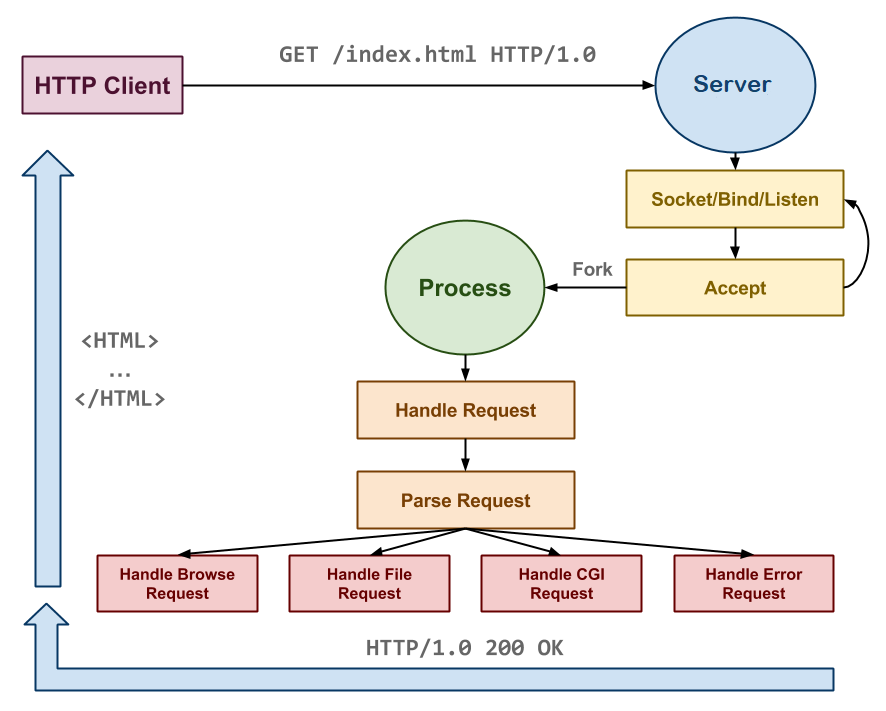 GET /index.html HTTP/1.0
HTTP Client
Server
Socket/Bind/Listen
Fork
Process
Accept
<HTML>
...
</HTML>
Handle Request
Parse Request
Handle Browse
Request
Handle File
Request
Handle CGI
Request
Handle Error
Request
HTTP/1.0 200 OK